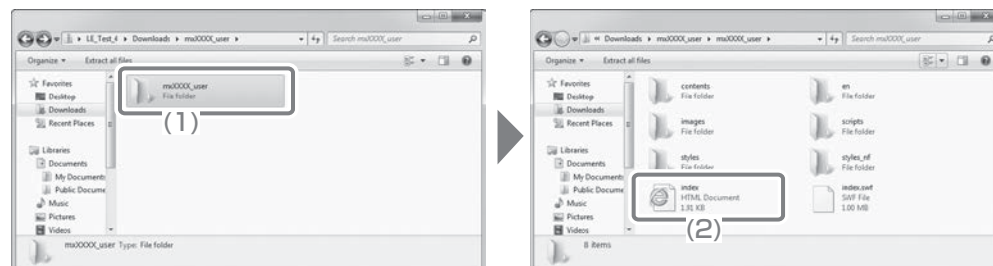 LE_Test_4 ▸ Downloads ▸ mxXXXX_user ▸
Search mxXXXX_user
Organize ▾ Extract all files
Favorites
Desktop
Downloads
Recent Places
Libraries
Documents
My Documents
Public Docume
Music
Pictures
Videos
mxXXXX_user
File folder
(1)
mxXXXX_user Type: File folder
« Downloads ▸ mxXXXX_user ▸ mxXXXX_user ▸
Search mxXXXX_user
Organize ▾ Extract all files
Favorites
Desktop
Downloads
Recent Places
Libraries
Documents
My Documents
Public Docume
Music
Pictures
Videos
contents
File folder
en
File folder
images
File folder
scripts
File folder
styles
File folder
styles_nf
File folder
index
HTML Document
1.91 KB
index.swf
SWF File
1.00 MB
(2)
8 items